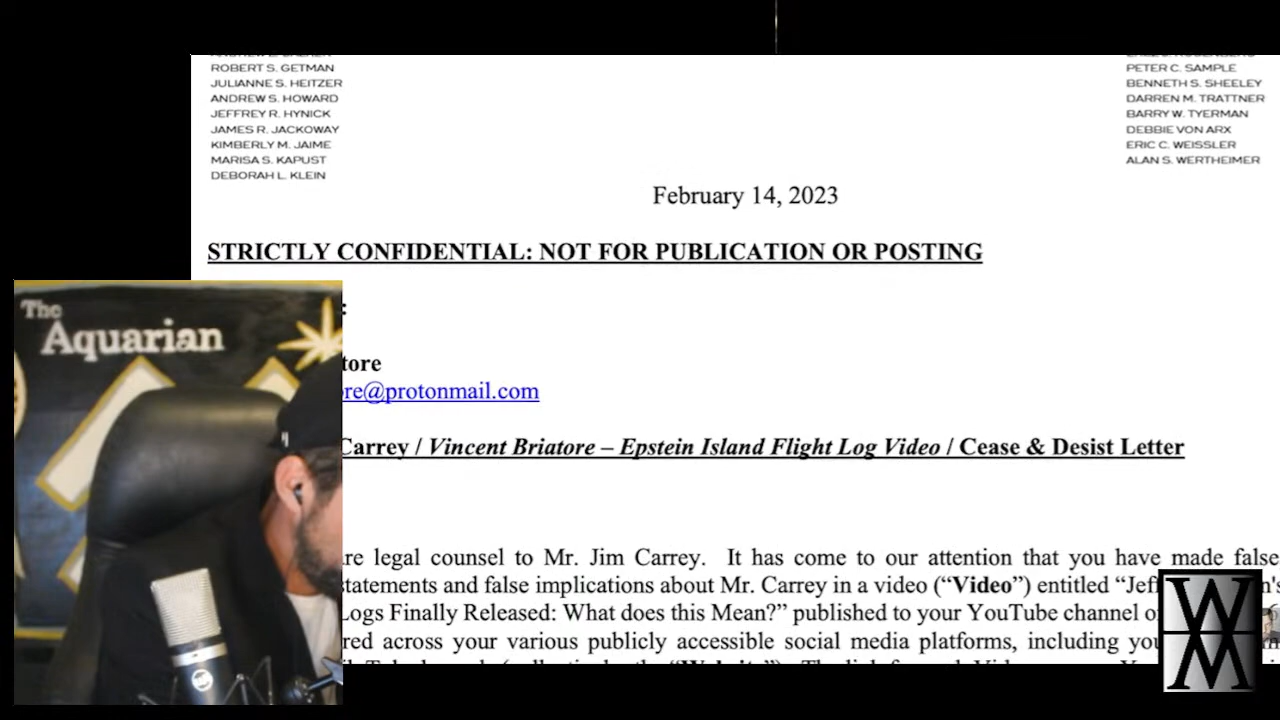 ROBERT S. GETMAN
JULIANNE S. HEITZER
ANDREW S. HOWARD
JEFFREY R. HYNICK
JAMES R. JACKOWAY
KIMBERLY M. JAIME
MARISA S. KAPUST
DEBORAH L. KLEIN
PETER C. SAMPLE
BENNETH S. SHEELEY
DARREN M. TRATTNER
BARRY W. TYERMAN
DEBBIE VON ARX
ERIC C. WEISSLER
ALAN S. WERTHEIMER
February 14, 2023
STRICTLY CONFIDENTIAL: NOT FOR PUBLICATION OR POSTING
:
tore
re@protonmail.com
Carrey / Vincent Briatore – Epstein Island Flight Log Video / Cease & Desist Letter
re legal counsel to Mr. Jim Carrey. It has come to our attention that you have made false
statements and false implications about Mr. Carrey in a video (“Video”) entitled “Jef n's
Logs Finally Released: What does this Mean?” published to your YouTube channel o
red across your various publicly accessible social media platforms, including you
The
Aquarian